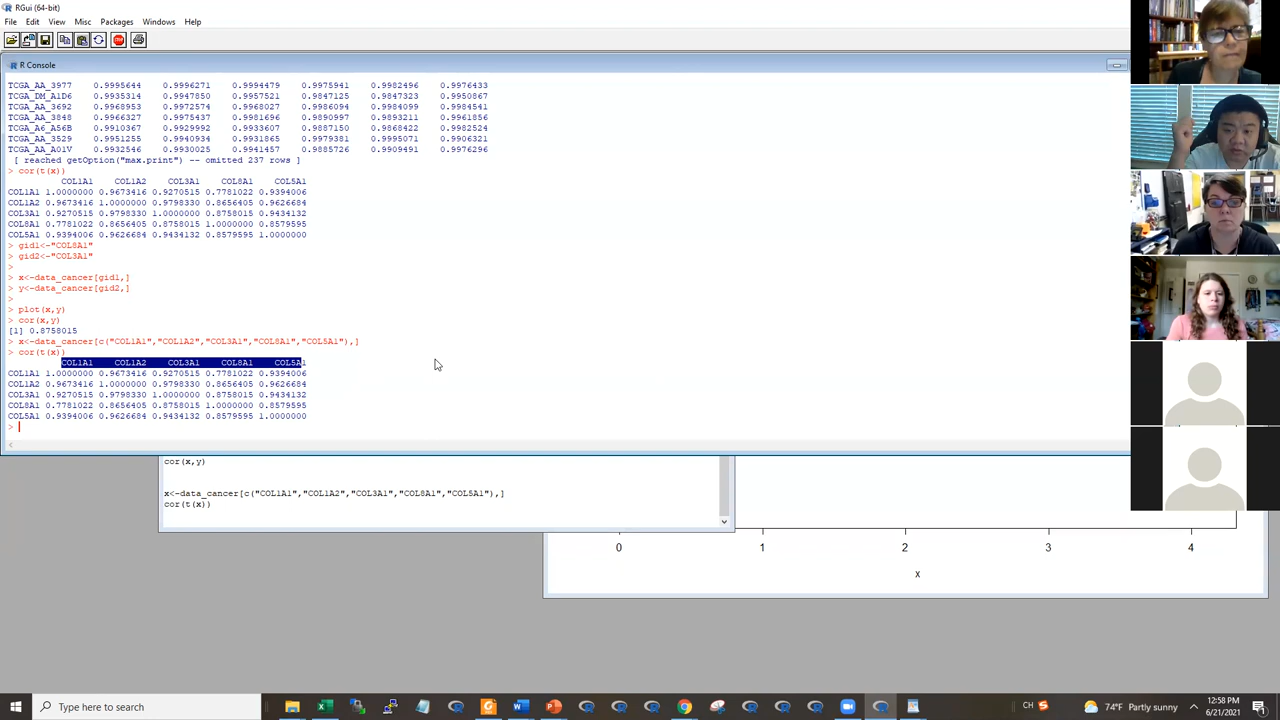 RGui (64-bit)
File Edit View Misc Packages Windows Help
R Console
TCGA_AA_3977 0.9995644 0.9996271 0.9994479 0.9975941 0.9982496 0.9976433
TCGA_DM_A1D6 0.9935314 0.9947850 0.9957521 0.9847125 0.9847323 0.9950867
TCGA_AA_3692 0.9968953 0.9972574 0.9968027 0.9986094 0.9984099 0.9984541
TCGA_AA_3848 0.9966327 0.9975437 0.9981696 0.9890997 0.9893211 0.9961856
TCGA_A6_A56B 0.9910367 0.9929992 0.9933607 0.9887150 0.9868422 0.9982524
TCGA_AA_3529 0.9951255 0.9940934 0.9931865 0.9979381 0.9995071 0.9906321
TCGA_AA_A01V 0.9932546 0.9930025 0.9941457 0.9885726 0.9909491 0.9976296
[ reached getOption("max.print") -- omitted 237 rows ]
> cor(t(x))
COL1A1 COL1A2 COL3A1 COL8A1 COL5A1
COL1A1 1.0000000 0.9673416 0.9270515 0.7781022 0.9394006
COL1A2 0.9673416 1.0000000 0.9798330 0.8656405 0.9626684
COL3A1 0.9270515 0.9798330 1.0000000 0.8758015 0.9434132
COL8A1 0.7781022 0.8656405 0.8758015 1.0000000 0.8579595
COL5A1 0.9394006 0.9626684 0.9434132 0.8579595 1.0000000
> gid1<-"COL8A1"
> gid2<-"COL3A1"
>
> x<-data_cancer[gid1,]
> y<-data_cancer[gid2,]
>
> plot(x,y)
> cor(x,y)
[1] 0.8758015
> x<-data_cancer[c("COL1A1","COL1A2","COL3A1","COL8A1","COL5A1"),]
> cor(t(x))
COL1A1 COL1A2 COL3A1 COL8A1 COL5A1
COL1A1 1.0000000 0.9673416 0.9270515 0.7781022 0.9394006
COL1A2 0.9673416 1.0000000 0.9798330 0.8656405 0.9626684
COL3A1 0.9270515 0.9798330 1.0000000 0.8758015 0.9434132
COL8A1 0.7781022 0.8656405 0.8758015 1.0000000 0.8579595
COL5A1 0.9394006 0.9626684 0.9434132 0.8579595 1.0000000
>
cor(x,y)
x<-data_cancer[c("COL1A1","COL1A2","COL3A1","COL8A1","COL5A1"),]
cor(t(x))
0 1 2 3 4
x
Type here to search
CH
74°F Partly sunny
12:58 PM
6/21/2021